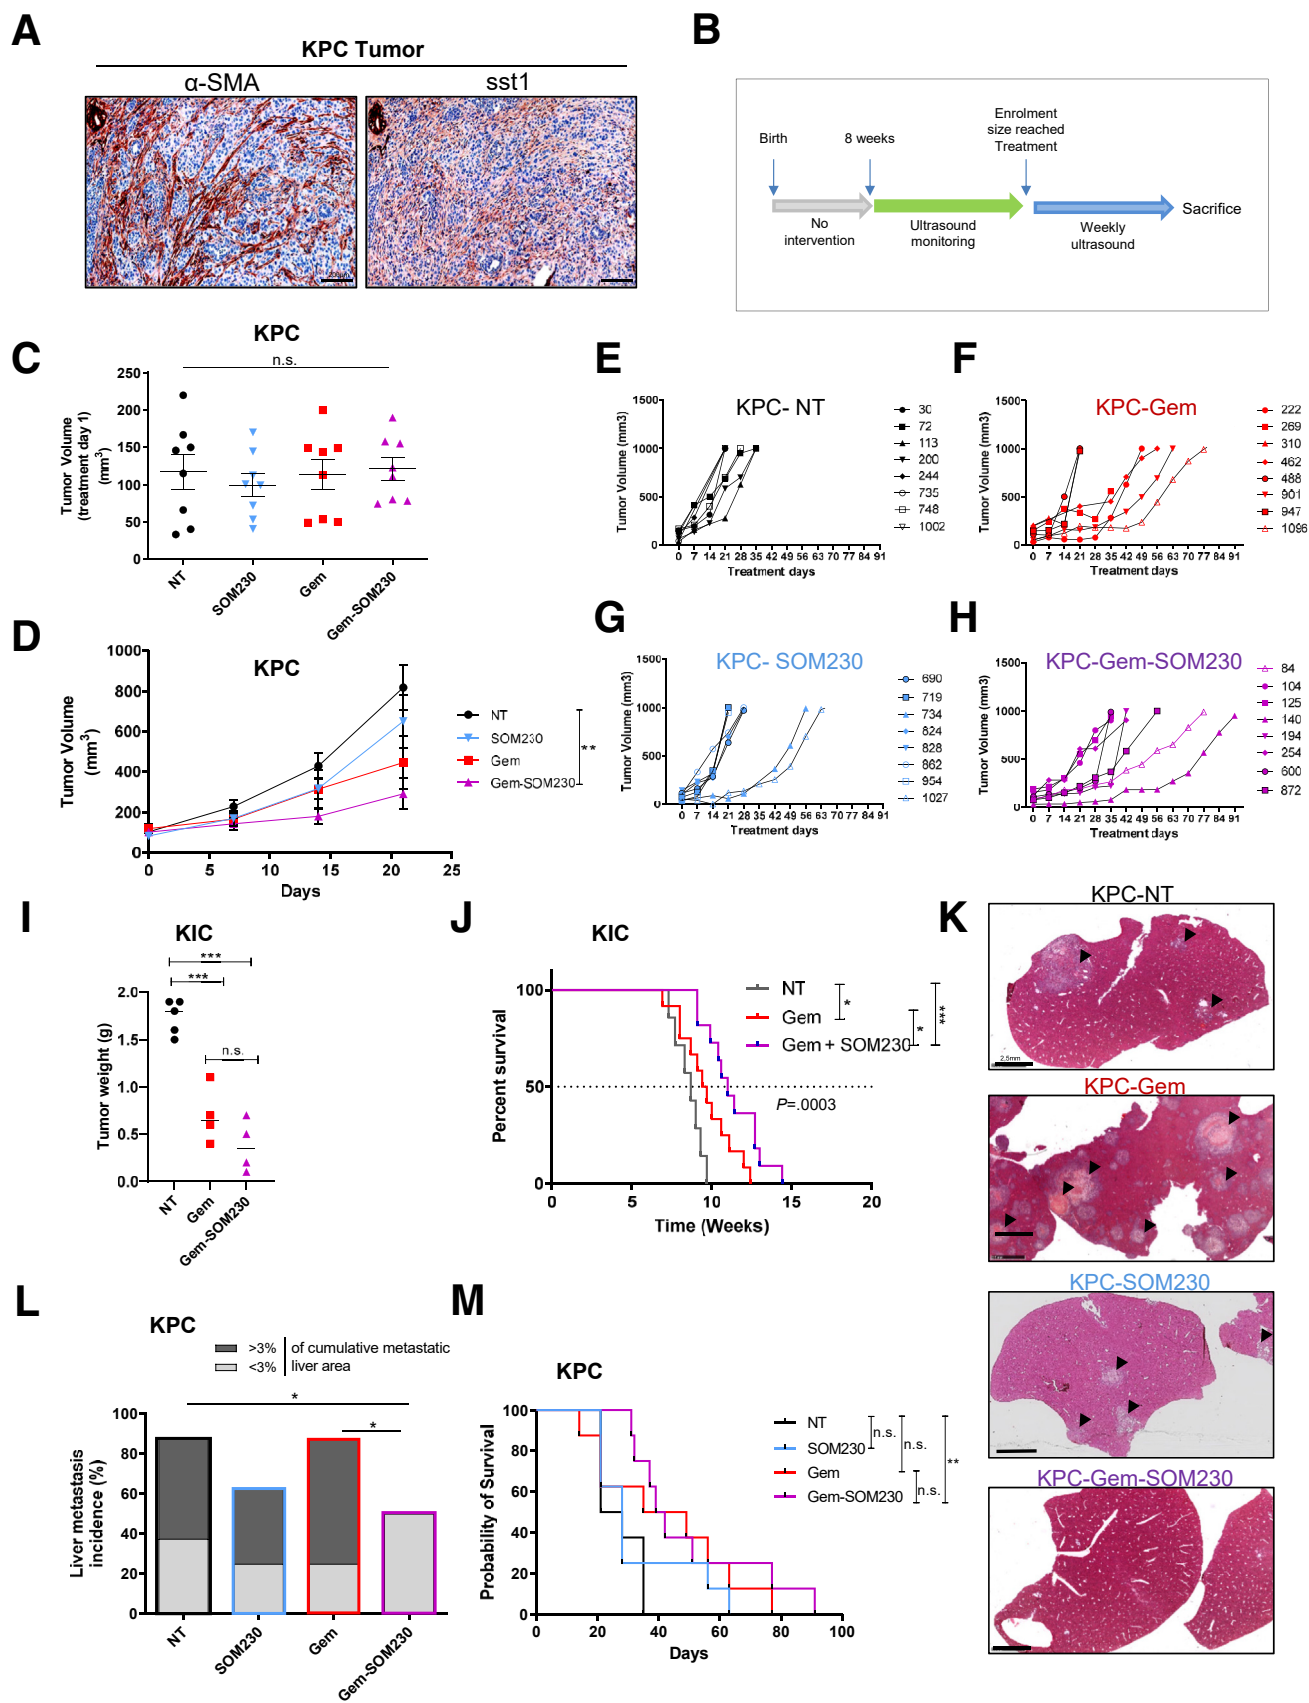 A
KPC Tumor
α-SMA
sst1
B
Birth
8 weeks
Enrolment
size reached
Treatment
No
intervention
Ultrasound
monitoring
Weekly
ultrasound
Sacrifice
C
KPC
n.s.
Tumor Volume
(treatment day 1)
(mm³)
250
200
150
100
50
0
NT
SOM230
Gem
Gem-SOM230
D
KPC
Tumor Volume
(mm³)
1000
800
600
400
200
0
0 5 10 15 20 25
Days
NT
SOM230
Gem
Gem-SOM230
**
E
KPC- NT
Tumor Volume (mm3)
1500
1000
500
0
0 7 14 21 28 35 42 49 56 63 70 77 84 91
Treatment days
30
72
113
200
244
735
748
1002
F
KPC-Gem
Tumor Volume (mm3)
1500
1000
500
0
0 7 14 21 28 35 42 49 56 63 70 77 84 91
Treatment days
222
269
310
462
488
901
947
1096
G
KPC- SOM230
Tumor Volume (mm3)
1500
1000
500
0
0 7 14 21 28 35 42 49 56 63 70 77 84 91
Treatment days
690
719
734
824
828
862
954
1027
H
KPC-Gem-SOM230
Tumor Volume (mm3)
1500
1000
500
0
0 7 14 21 28 35 42 49 56 63 70 77 84 91
Treatment days
84
104
125
140
194
254
600
872
I
KIC
***
***
n.s.
Tumor weight (g)
2.0
1.5
1.0
0.5
0.0
NT
Gem
Gem-SOM230
J
KIC
Percent survival
100
50
0
0 5 10 15 20
Time (Weeks)
NT
Gem
Gem + SOM230
*
*
***
P=.0003
K
KPC-NT
2.5mm
KPC-Gem
KPC-SOM230
KPC-Gem-SOM230
L
KPC
>3%
<3%
of cumulative metastatic
liver area
*
*
Liver metastasis
incidence (%)
100
80
60
40
20
0
NT
SOM230
Gem
Gem-SOM230
M
KPC
Probability of Survival
100
80
60
40
20
0
0 20 40 60 80 100
Days
NT
SOM230
Gem
Gem-SOM230
n.s.
n.s.
n.s.
**